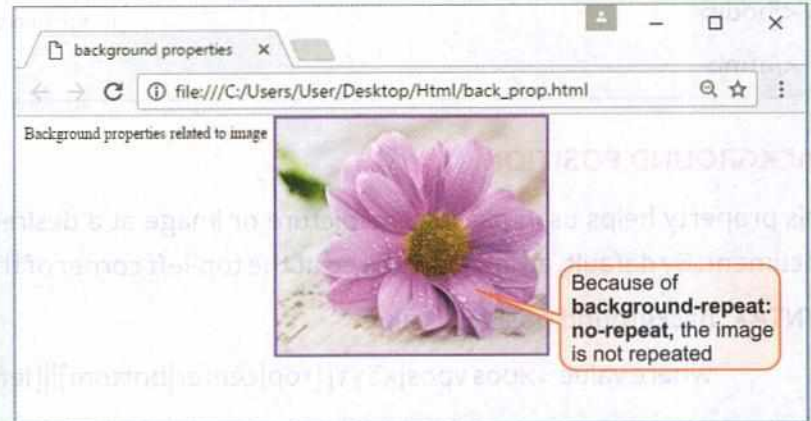 background properties
file:///C:/Users/User/Desktop/Html/back_prop.html
Background properties related to image
Because of
background-repeat:
no-repeat, the image
is not repeated